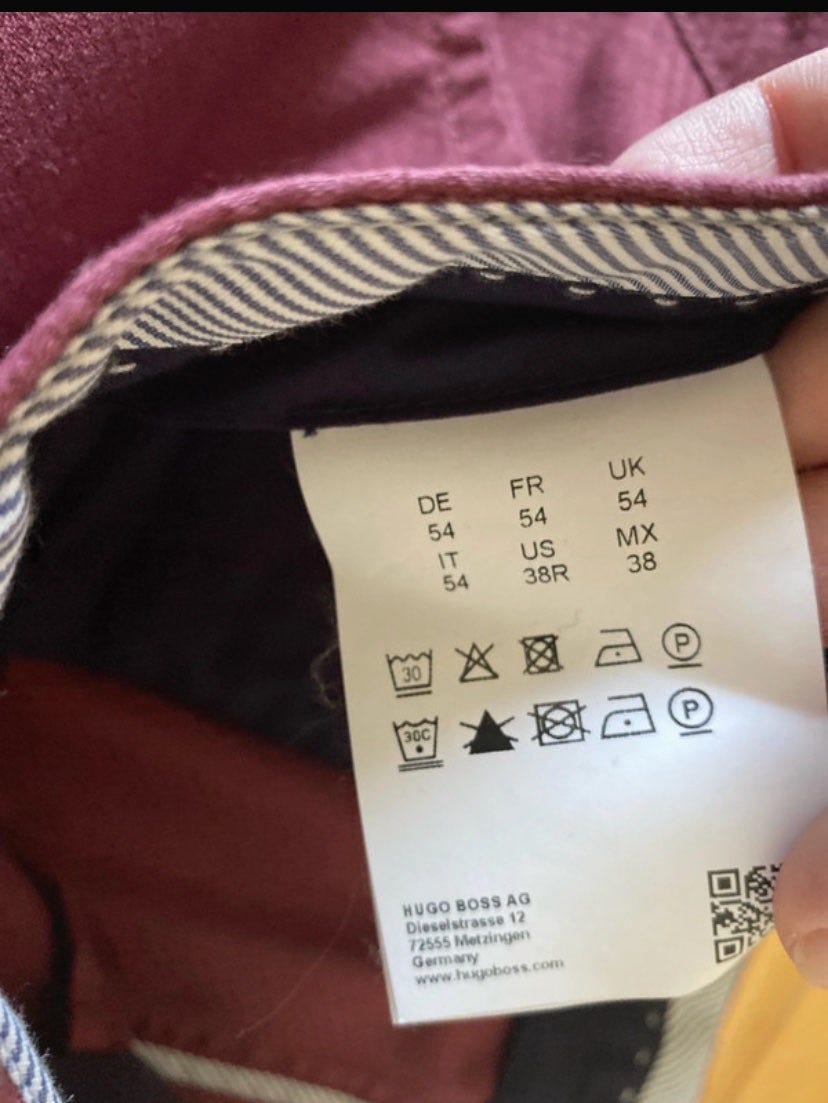 DE FR UK
54 54 54
IT US MX
54 38R 38
30 P
30C P
HUGO BOSS AG
Dieselstrasse 12
72555 Metzingen
Germany
www.hugoboss.com